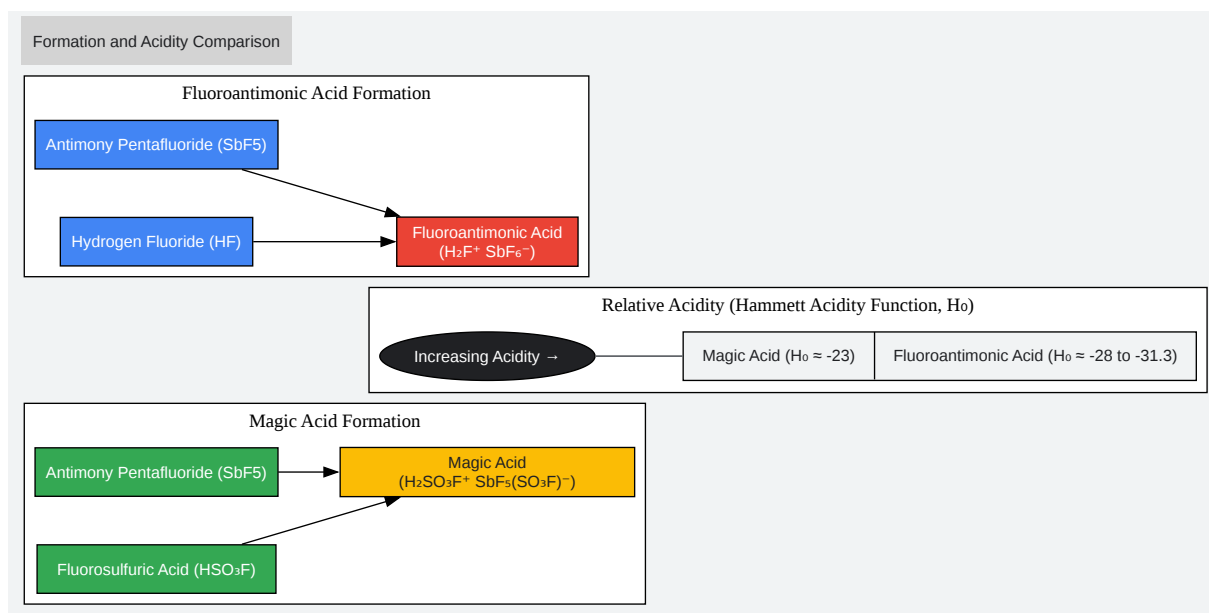 Formation and Acidity Comparison
Fluoroantimonic Acid Formation
Antimony Pentafluoride (SbF5)
Hydrogen Fluoride (HF)
Fluoroantimonic Acid
(H₂F⁺ SbF₆⁻)
Relative Acidity (Hammett Acidity Function, H₀)
Increasing Acidity →
Magic Acid (H₀ ≈ -23)
Fluoroantimonic Acid (H₀ ≈ -28 to -31.3)
Magic Acid Formation
Antimony Pentafluoride (SbF5)
Magic Acid
(H₂SO₃F⁺ SbF₅(SO₃F)⁻)
Fluorosulfuric Acid (HSO₃F)